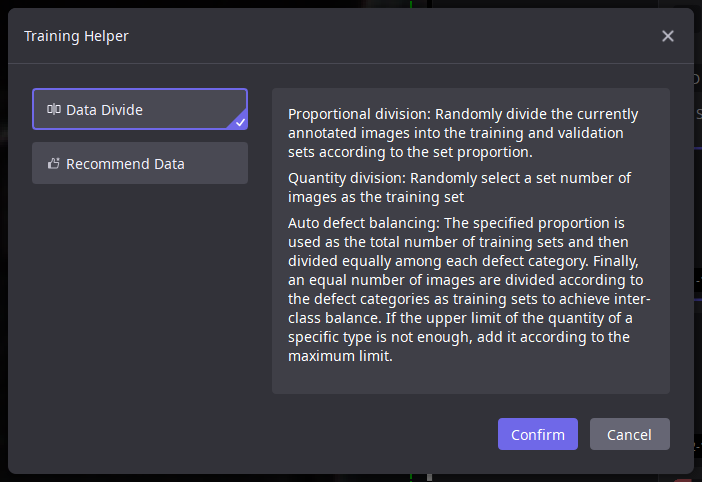 Training Helper
Data Divide
Recommend Data
Proportional division: Randomly divide the currently
annotated images into the training and validation
sets according to the set proportion.
Quantity division: Randomly select a set number of
images as the training set
Auto defect balancing: The specified proportion is
used as the total number of training sets and then
divided equally among each defect category. Finally,
an equal number of images are divided according to
the defect categories as training sets to achieve inter-
class balance. If the upper limit of the quantity of a
specific type is not enough, add it according to the
maximum limit.
Confirm
Cancel